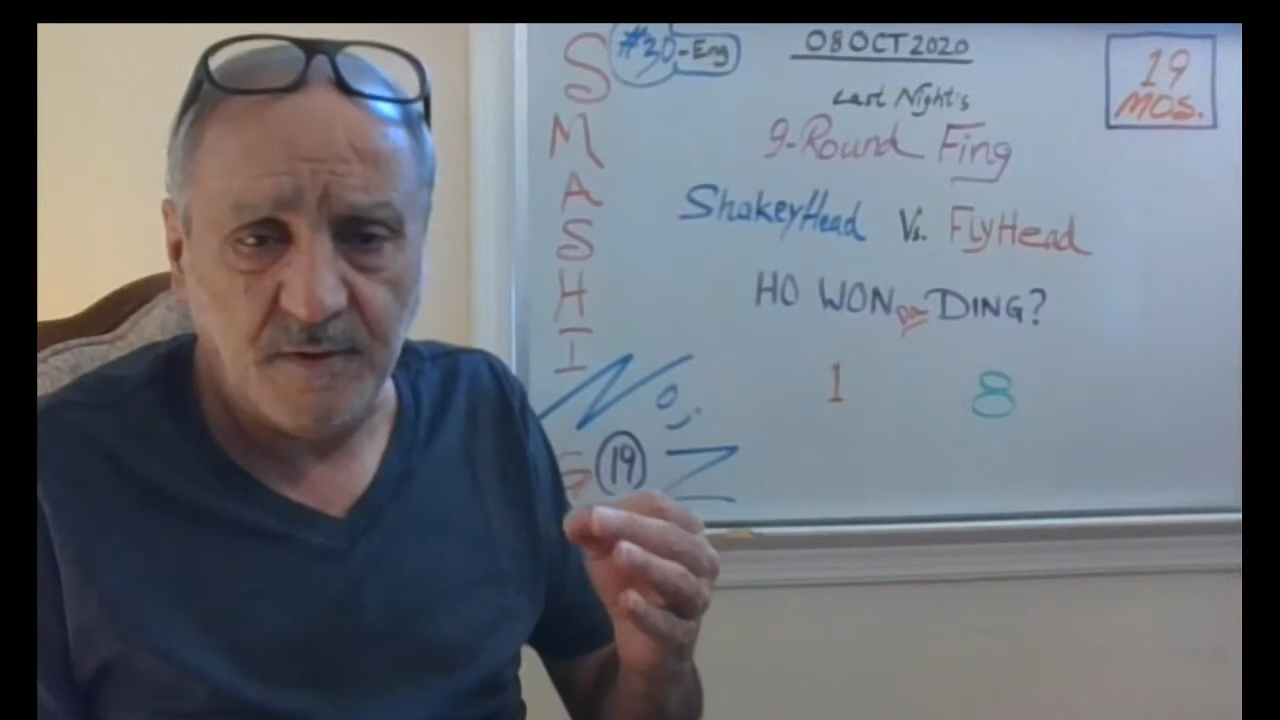 #30-Eng
08 OCT 2020
19
MOS.
Last Night's
9-Round Fing
ShakeyHead Vs. FlyHead
HO WON DING?
1 8
SMASHI
No;
19
Z